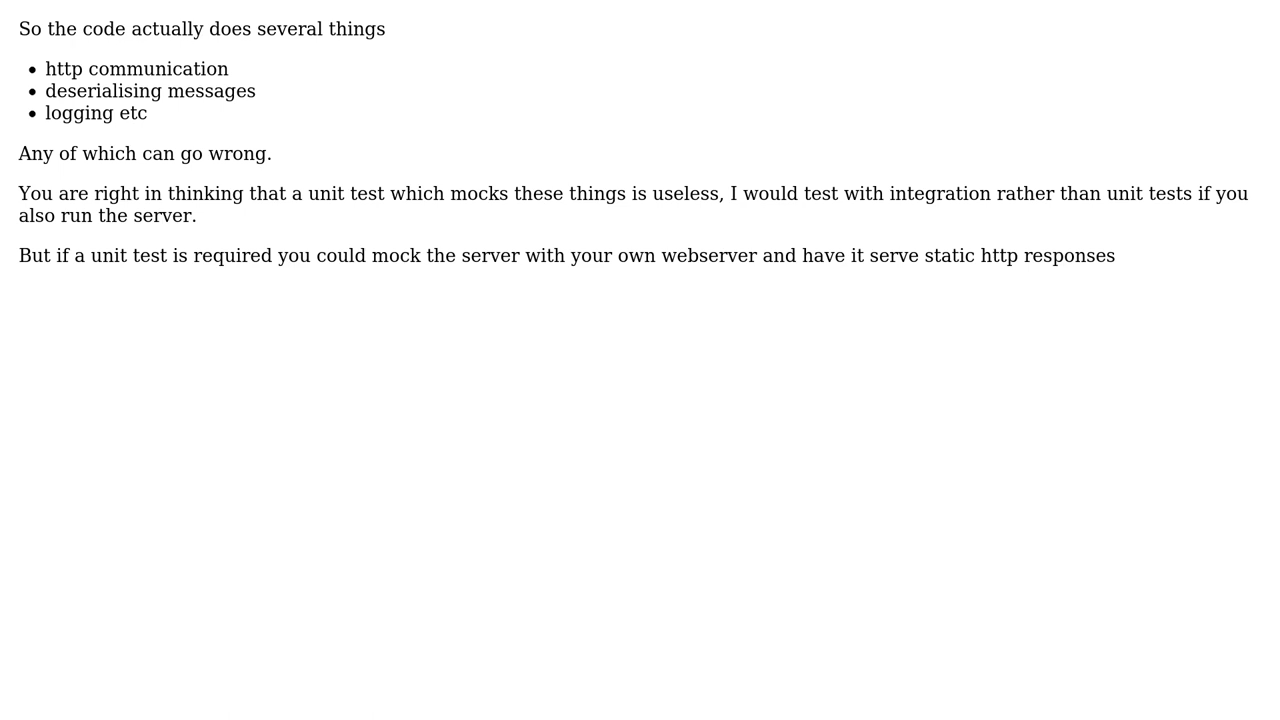 So the code actually does several things
• http communication
• deserialising messages
• logging etc
Any of which can go wrong.
You are right in thinking that a unit test which mocks these things is useless, I would test with integration rather than unit tests if you
also run the server.
But if a unit test is required you could mock the server with your own webserver and have it serve static http responses